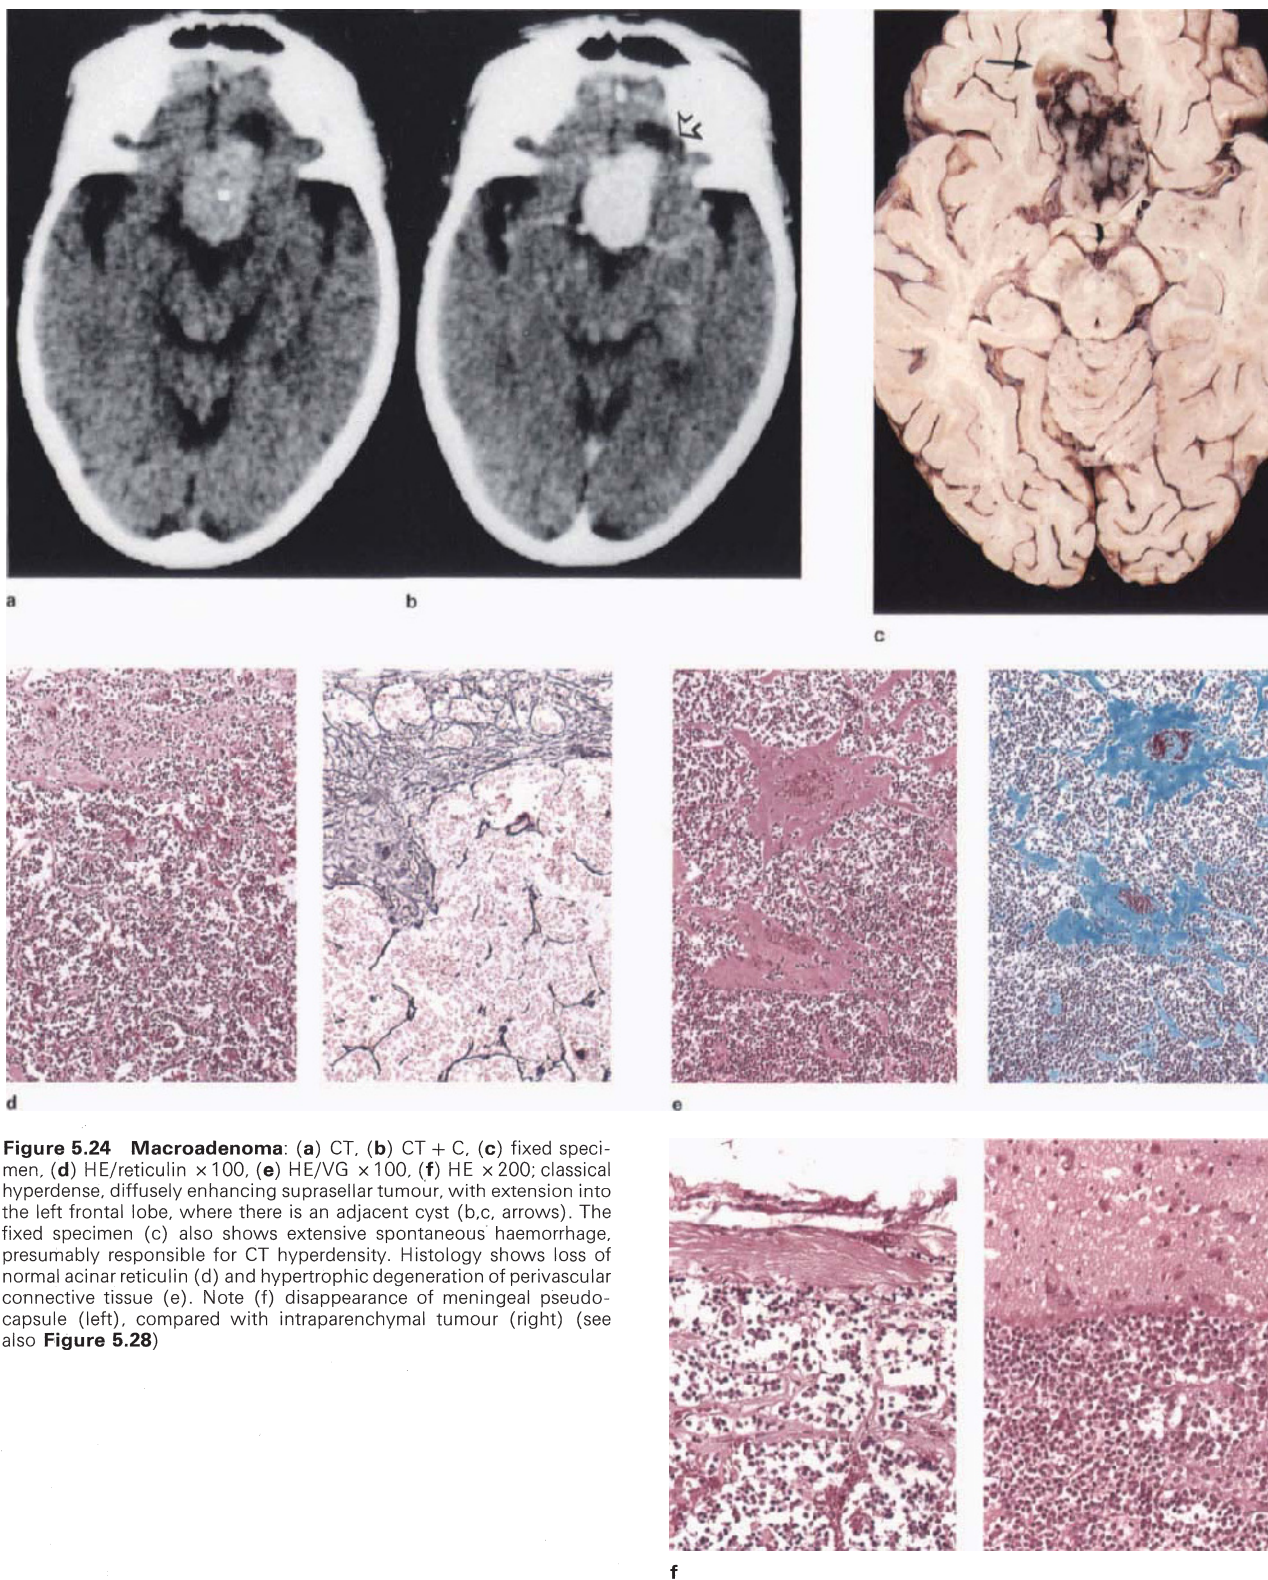 a
b
c
d
e
Figure 5.24 Macroadenoma: (a) CT, (b) CT + C, (c) fixed speci-
men, (d) HE/reticulin ×100, (e) HE/VG ×100, (f) HE ×200; classical
hyperdense, diffusely enhancing suprasellar tumour, with extension into
the left frontal lobe, where there is an adjacent cyst (b,c, arrows). The
fixed specimen (c) also shows extensive spontaneous haemorrhage,
presumably responsible for CT hyperdensity. Histology shows loss of
normal acinar reticulin (d) and hypertrophic degeneration of perivascular
connective tissue (e). Note (f) disappearance of meningeal pseudo-
capsule (left), compared with intraparenchymal tumour (right) (see
also Figure 5.28)
f